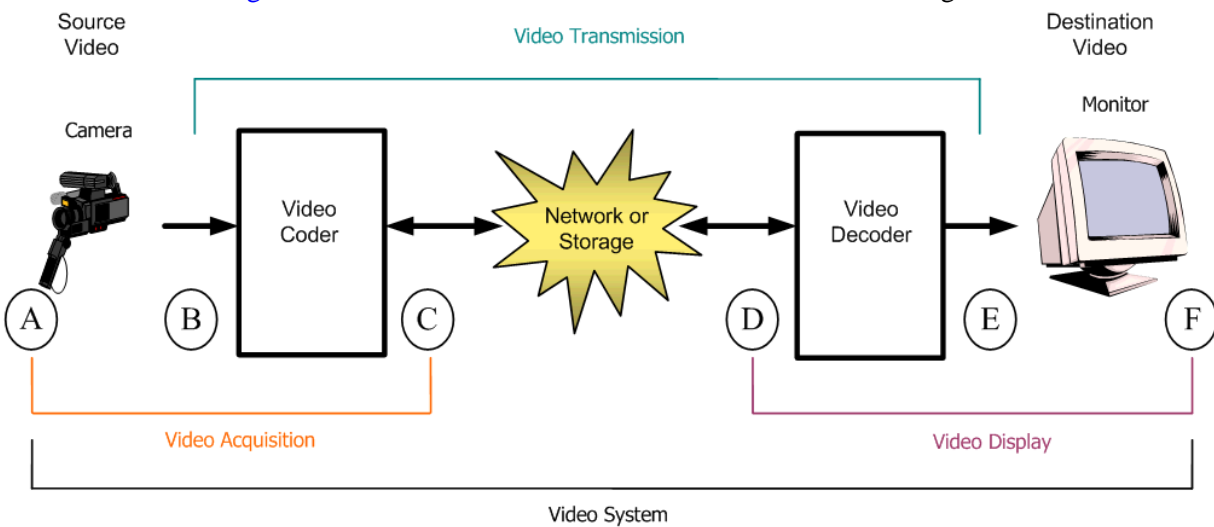 Source
Video
Video Transmission
Destination
Video
Camera
Monitor
Video
Coder
Network or
Storage
Video
Decoder
A
B
C
D
E
F
Video Acquisition
Video Display
Video System